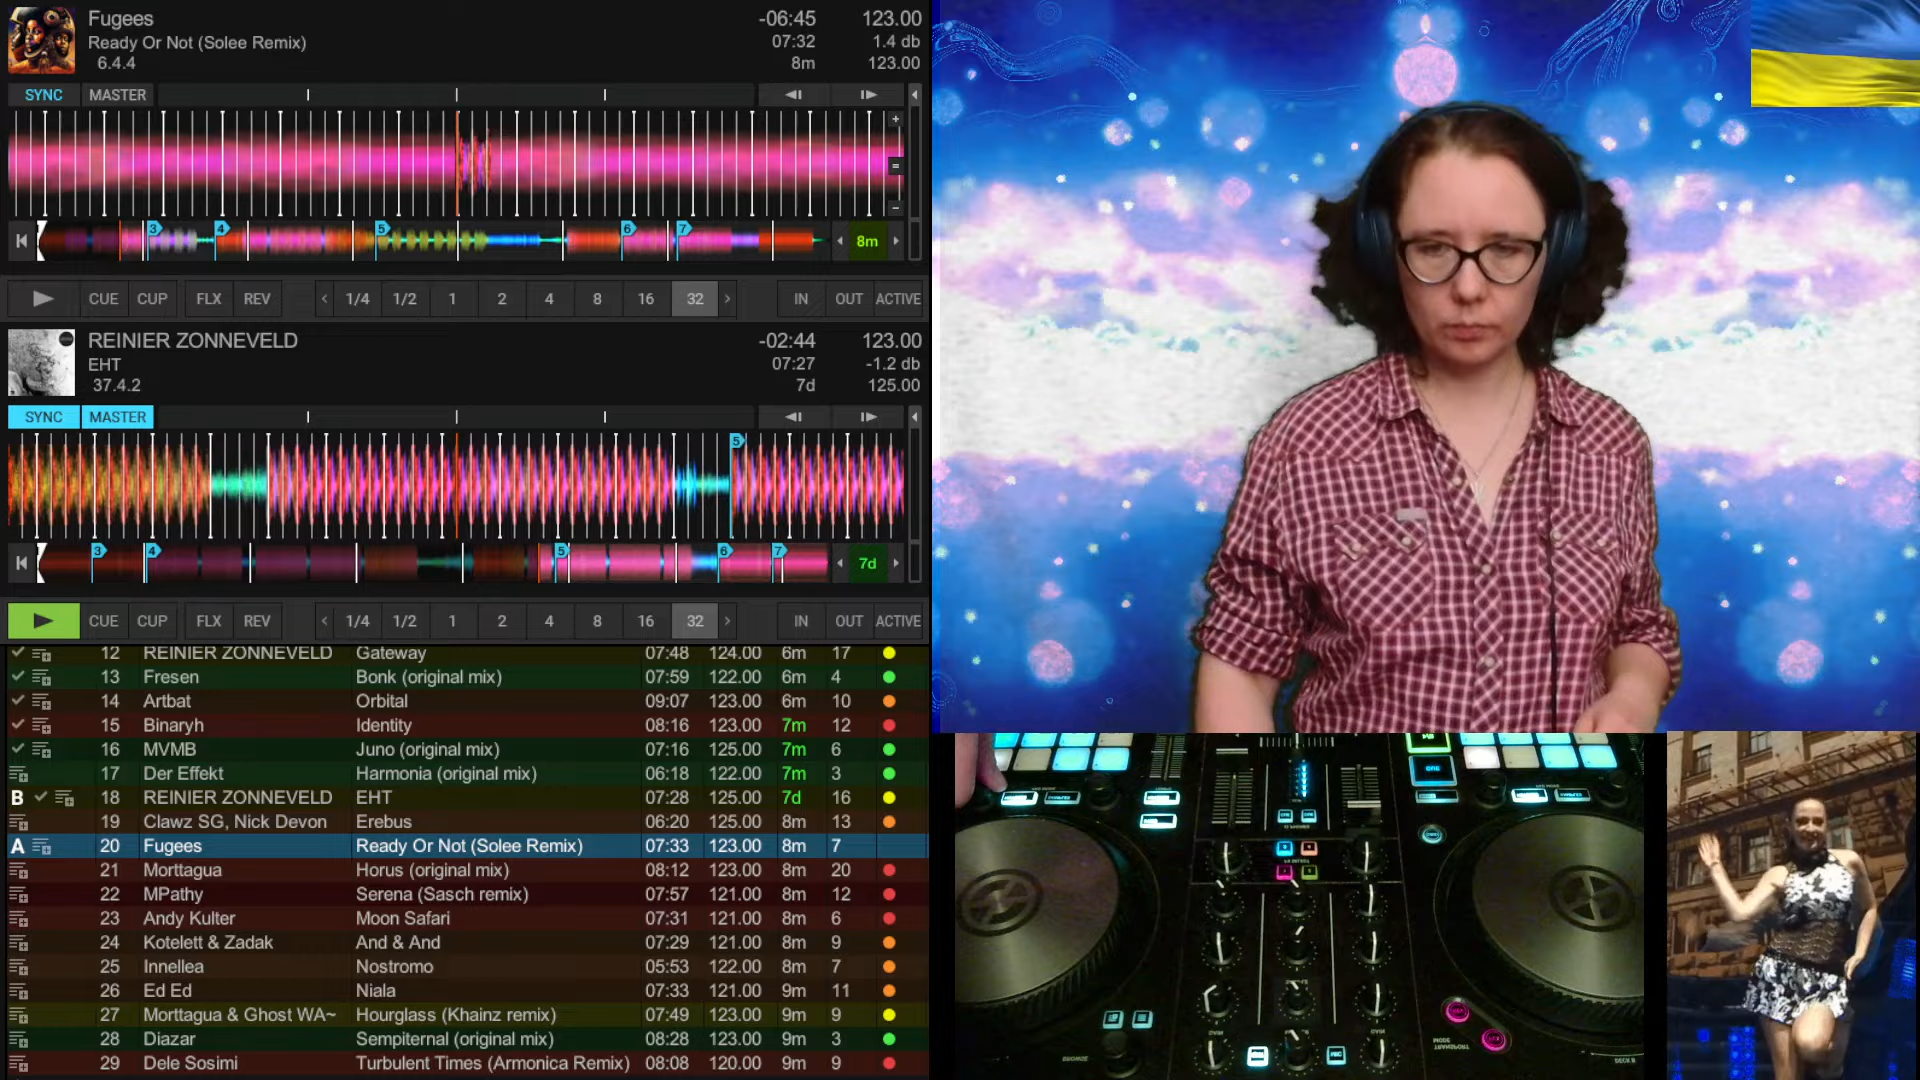 Fugees -06:45 123.00
Ready Or Not (Solee Remix) 07:32 1.4 db
6.4.4 8m 123.00
SYNC MASTER
+
=
−
3 4 5 6 7 8m
CUE CUP FLX REV 1/4 1/2 1 2 4 8 16 32 IN OUT ACTIVE
REINIER ZONNEVELD -02:44 123.00
EHT 07:27 -1.2 db
37.4.2 7d 125.00
SYNC MASTER
5
3 4 5 6 7 7d
CUE CUP FLX REV 1/4 1/2 1 2 4 8 16 32 IN OUT ACTIVE
12 REINIER ZONNEVELD Gateway 07:48 124.00 6m 17
13 Fresen Bonk (original mix) 07:59 122.00 6m 4
14 Artbat Orbital 09:07 123.00 6m 10
15 Binaryh Identity 08:16 123.00 7m 12
16 MVMB Juno (original mix) 07:16 125.00 7m 6
17 Der Effekt Harmonia (original mix) 06:18 122.00 7m 3
B 18 REINIER ZONNEVELD EHT 07:28 125.00 7d 16
19 Clawz SG, Nick Devon Erebus 06:20 125.00 8m 13
A 20 Fugees Ready Or Not (Solee Remix) 07:33 123.00 8m 7
21 Morttagua Horus (original mix) 08:12 123.00 8m 20
22 MPathy Serena (Sasch remix) 07:57 121.00 8m 12
23 Andy Kulter Moon Safari 07:31 121.00 8m 6
24 Kotelett & Zadak And & And 07:29 121.00 8m 9
25 Innellea Nostromo 05:53 122.00 8m 7
26 Ed Ed Niala 07:33 121.00 9m 11
27 Morttagua & Ghost WA~ Hourglass (Khainz remix) 07:49 123.00 9m 9
28 Diazar Sempiternal (original mix) 08:28 123.00 9m 3
29 Dele Sosimi Turbulent Times (Armonica Remix) 08:08 120.00 9m 9